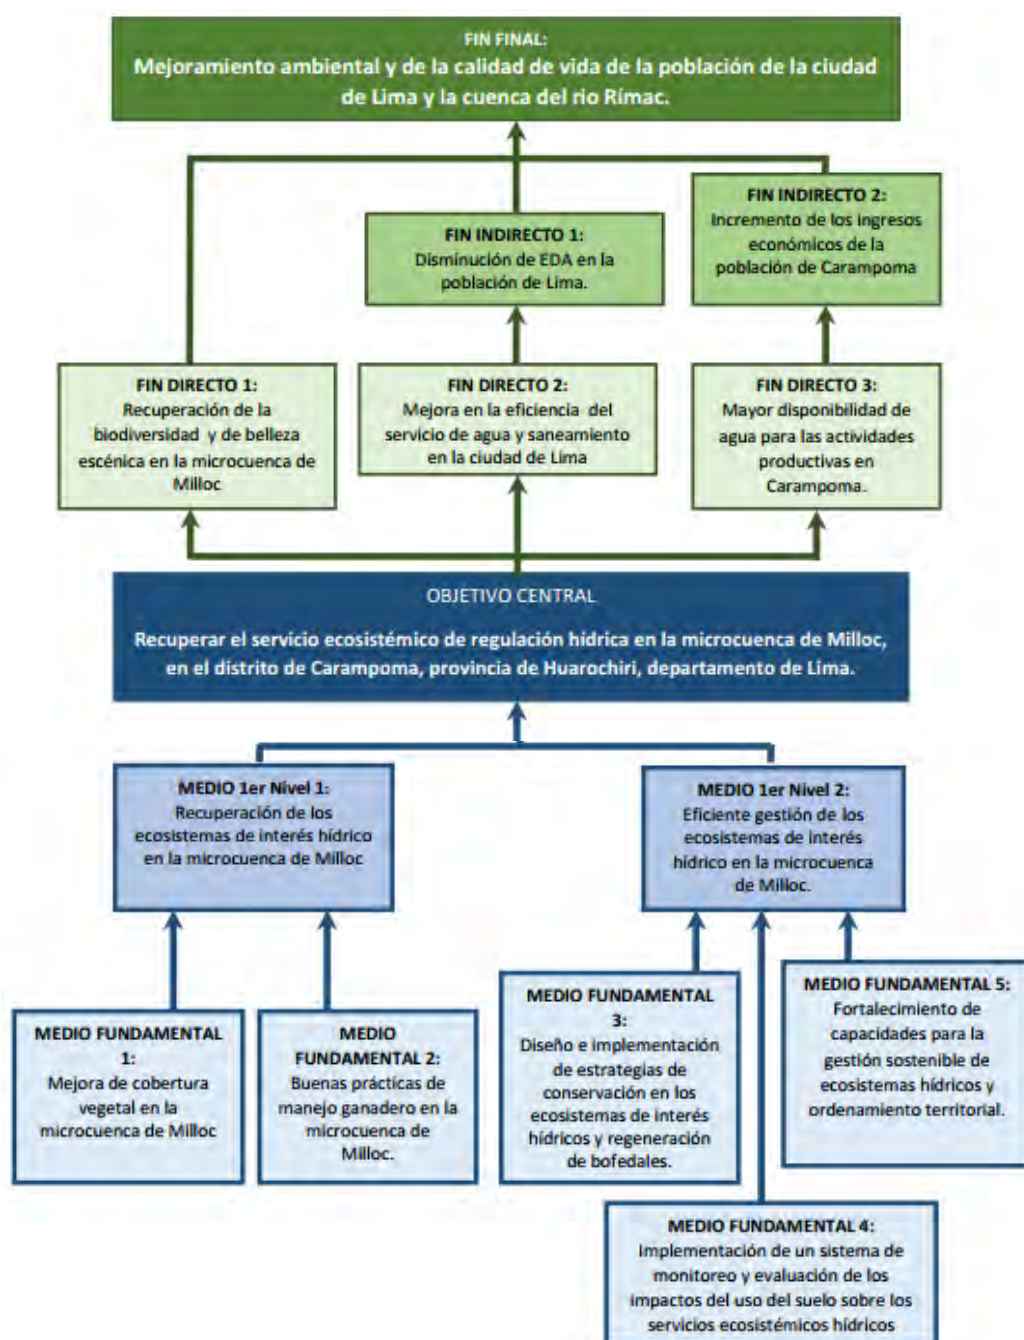 FIN FINAL:
Mejoramiento ambiental y de la calidad de vida de la población de la ciudad
de Lima y la cuenca del rio Rímac.
FIN INDIRECTO 1:
Disminución de EDA en la
población de Lima.
FIN INDIRECTO 2:
Incremento de los ingresos
económicos de la
población de Carampoma
FIN DIRECTO 1:
Recuperación de la
biodiversidad y de belleza
escénica en la microcuenca de
Milloc
FIN DIRECTO 2:
Mejora en la eficiencia del
servicio de agua y saneamiento
en la ciudad de Lima
FIN DIRECTO 3:
Mayor disponibilidad de
agua para las actividades
productivas en
Carampoma.
OBJETIVO CENTRAL
Recuperar el servicio ecosistémico de regulación hídrica en la microcuenca de Milloc,
en el distrito de Carampoma, provincia de Huarochiri, departamento de Lima.
MEDIO 1er Nivel 1:
Recuperación de los
ecosistemas de interés hídrico
en la microcuenca de Milloc
MEDIO 1er Nivel 2:
Eficiente gestión de los
ecosistemas de interés
hídrico en la microcuenca
de Milloc.
MEDIO FUNDAMENTAL
1:
Mejora de cobertura
vegetal en la
microcuenca de Milloc
MEDIO
FUNDAMENTAL 2:
Buenas prácticas de
manejo ganadero en la
microcuenca de
Milloc.
MEDIO FUNDAMENTAL
3:
Diseño e implementación
de estrategias de
conservación en los
ecosistemas de interés
hídricos y regeneración
de bofedales.
MEDIO FUNDAMENTAL 5:
Fortalecimiento de
capacidades para la
gestión sostenible de
ecosistemas hídricos y
ordenamiento territorial.
MEDIO FUNDAMENTAL 4:
Implementación de un sistema de
monitoreo y evaluación de los
impactos del uso del suelo sobre los
servicios ecosistémicos hídricos